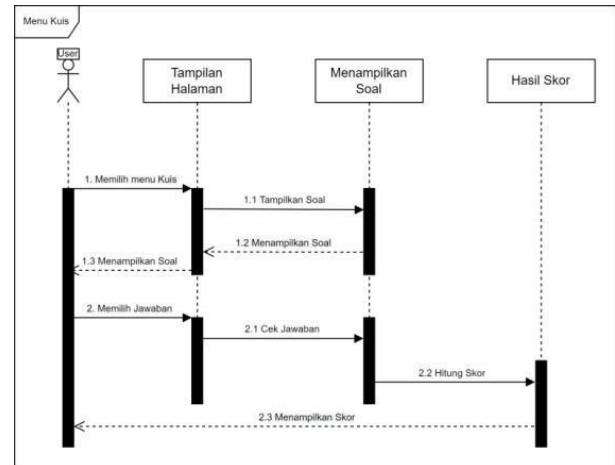 Menu Kuis
User
Tampilan
Halaman
Menampilkan
Soal
Hasil Skor
1. Memilih menu Kuis
1.1 Tampilkan Soal
1.2 Menampilkan Soal
1.3 Menampilkan Soal
2. Memilih Jawaban
2.1 Cek Jawaban
2.2 Hitung Skor
2.3 Menampilkan Skor